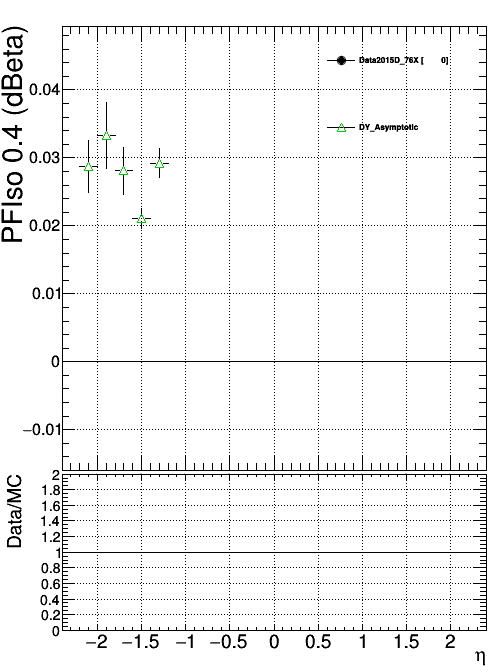 PFIso 0.4 (dBeta)
0.04
0.03
0.02
0.01
0
−0.01
Data2015D_76X [ 0]
DY_Asymptotic
Data/MC
2
1.8
1.6
1.4
1.2
1
0.8
0.6
0.4
0.2
0
−2 −1.5 −1 −0.5 0 0.5 1 1.5 2
η